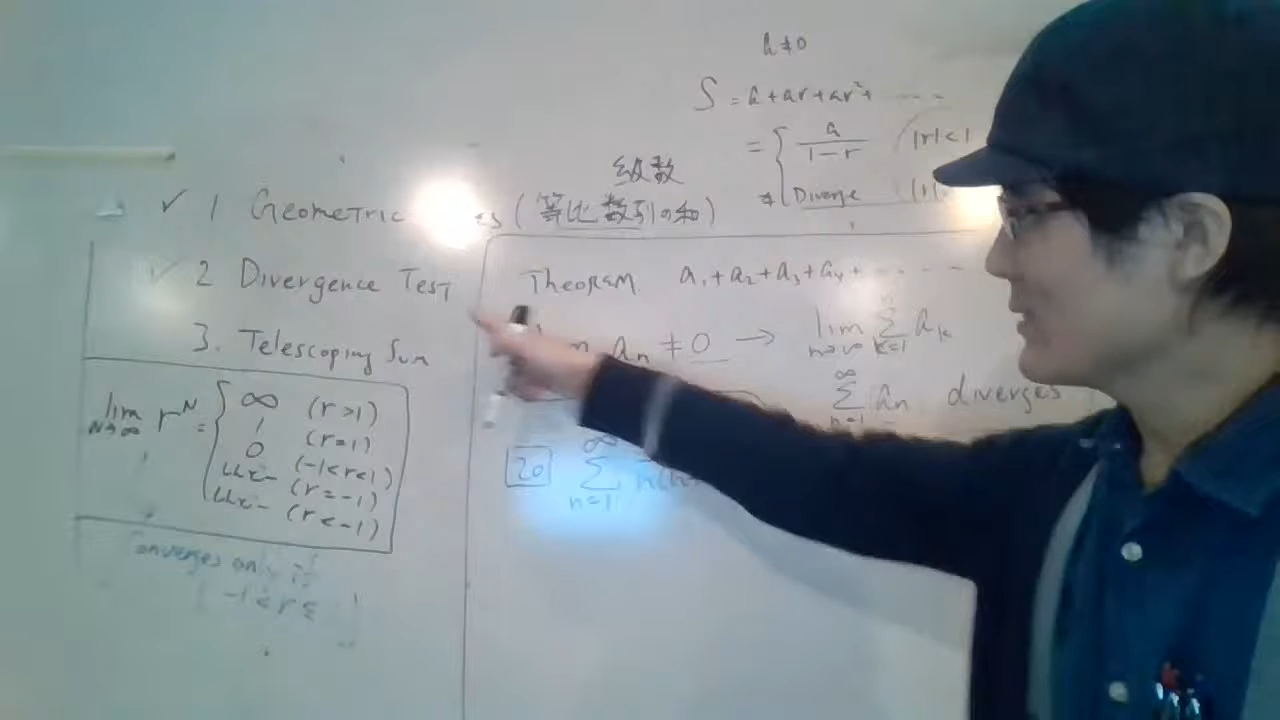 a ≠ 0
S = a + ar + ar² + ....
= { a/(1-r) |r|<1
Diverge
級数
✓ 1 Geometric (等比数列の和)
✓ 2 Divergence Test
3. Telescoping Sum
Theorem. a₁ + a₂ + a₃ + a₄ + .....
aₙ ≠ 0 → lim n→∞ Σ k=1 n aₖ
Σ n=1 ∞ aₙ diverges
20 Σ n=1 ∞
lim N→∞ r^N = { ∞ (r > 1)
1 (r = 1)
0 (-1 < r < 1)
(r = -1)
(r < -1)
Converges only if
-1 < r ≤